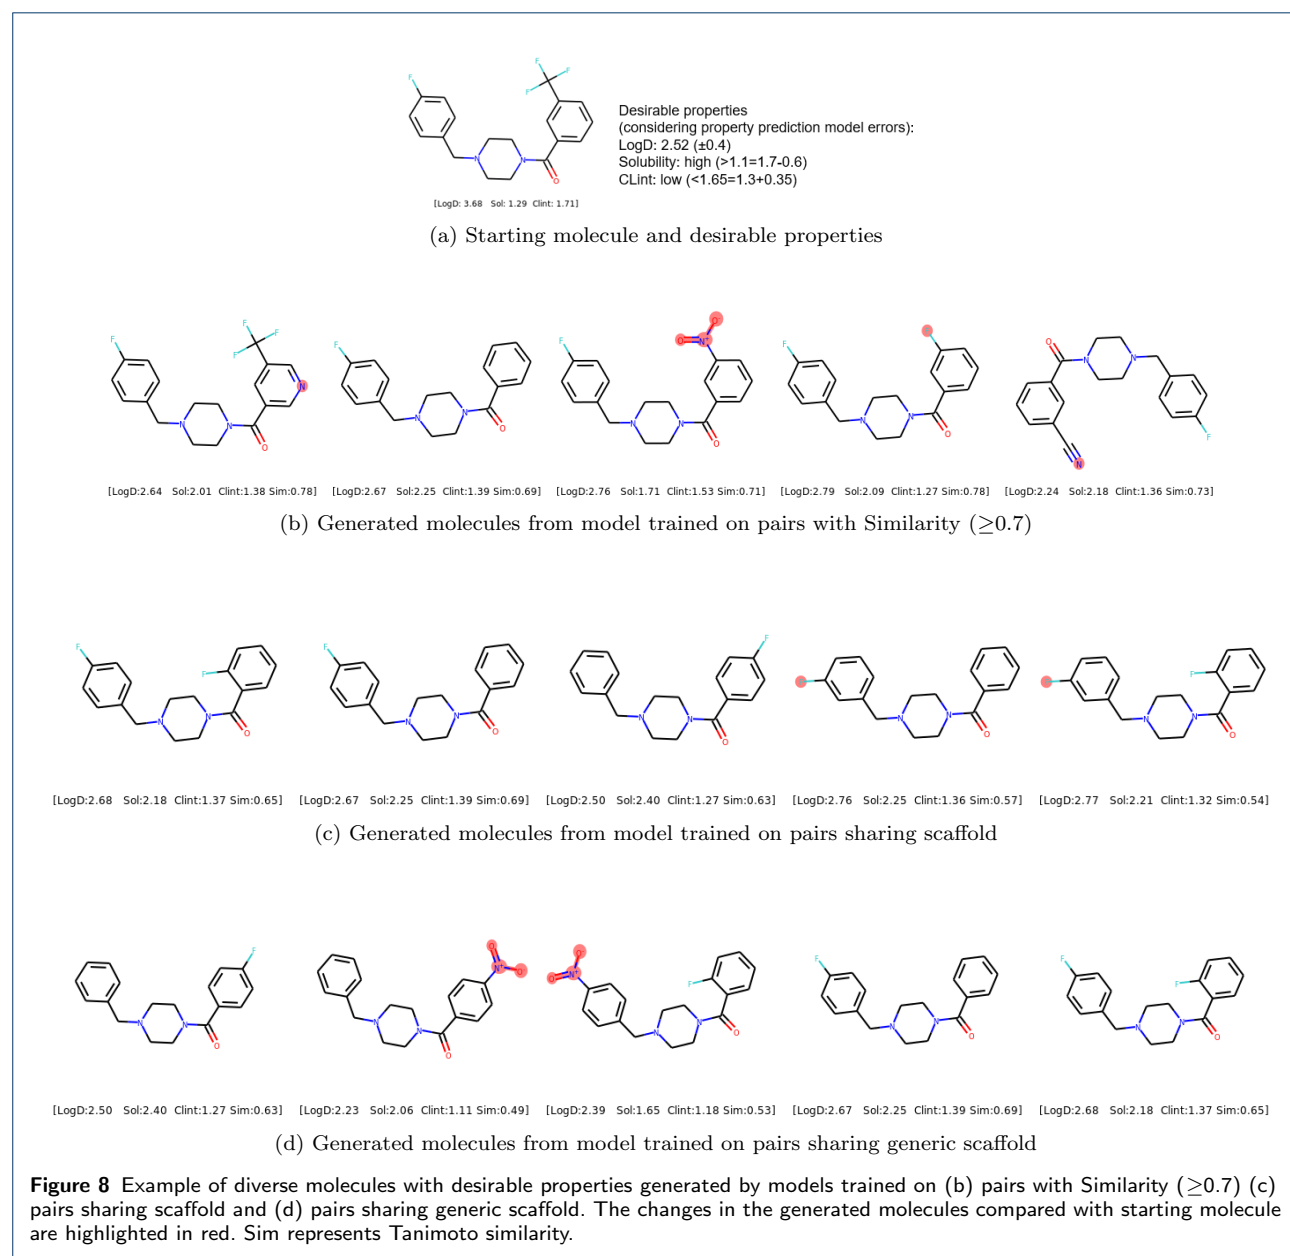 F
F
F
F
N
N
O
Desirable properties
(considering property prediction model errors):
LogD: 2.52 (±0.4)
Solubility: high (>1.1=1.7-0.6)
CLint: low (<1.65=1.3+0.35)
[LogD: 3.68 Sol: 1.29 Clint: 1.71]
(a) Starting molecule and desirable properties
F
F
F
F
N
N
N
O
F
N
N
O
F
N
N
O
O
N+
O-
F
N
N
O
F
O
N
N
N
F
[LogD:2.64 Sol:2.01 Clint:1.38 Sim:0.78]
[LogD:2.67 Sol:2.25 Clint:1.39 Sim:0.69]
[LogD:2.76 Sol:1.71 Clint:1.53 Sim:0.71]
[LogD:2.79 Sol:2.09 Clint:1.27 Sim:0.78]
[LogD:2.24 Sol:2.18 Clint:1.36 Sim:0.73]
(b) Generated molecules from model trained on pairs with Similarity (≥0.7)
F
F
N
N
O
F
N
N
O
F
N
N
O
F
N
N
O
F
F
N
N
O
[LogD:2.68 Sol:2.18 Clint:1.37 Sim:0.65]
[LogD:2.67 Sol:2.25 Clint:1.39 Sim:0.69]
[LogD:2.50 Sol:2.40 Clint:1.27 Sim:0.63]
[LogD:2.76 Sol:2.25 Clint:1.36 Sim:0.57]
[LogD:2.77 Sol:2.21 Clint:1.32 Sim:0.54]
(c) Generated molecules from model trained on pairs sharing scaffold
F
N
N
O
O
N+
O-
N
N
O
O-
N+
O
F
N
N
O
F
N
N
O
F
F
N
N
O
[LogD:2.50 Sol:2.40 Clint:1.27 Sim:0.63]
[LogD:2.23 Sol:2.06 Clint:1.11 Sim:0.49]
[LogD:2.39 Sol:1.65 Clint:1.18 Sim:0.53]
[LogD:2.67 Sol:2.25 Clint:1.39 Sim:0.69]
[LogD:2.68 Sol:2.18 Clint:1.37 Sim:0.65]
(d) Generated molecules from model trained on pairs sharing generic scaffold
Figure 8 Example of diverse molecules with desirable properties generated by models trained on (b) pairs with Similarity (≥0.7) (c)
pairs sharing scaffold and (d) pairs sharing generic scaffold. The changes in the generated molecules compared with starting molecule
are highlighted in red. Sim represents Tanimoto similarity.